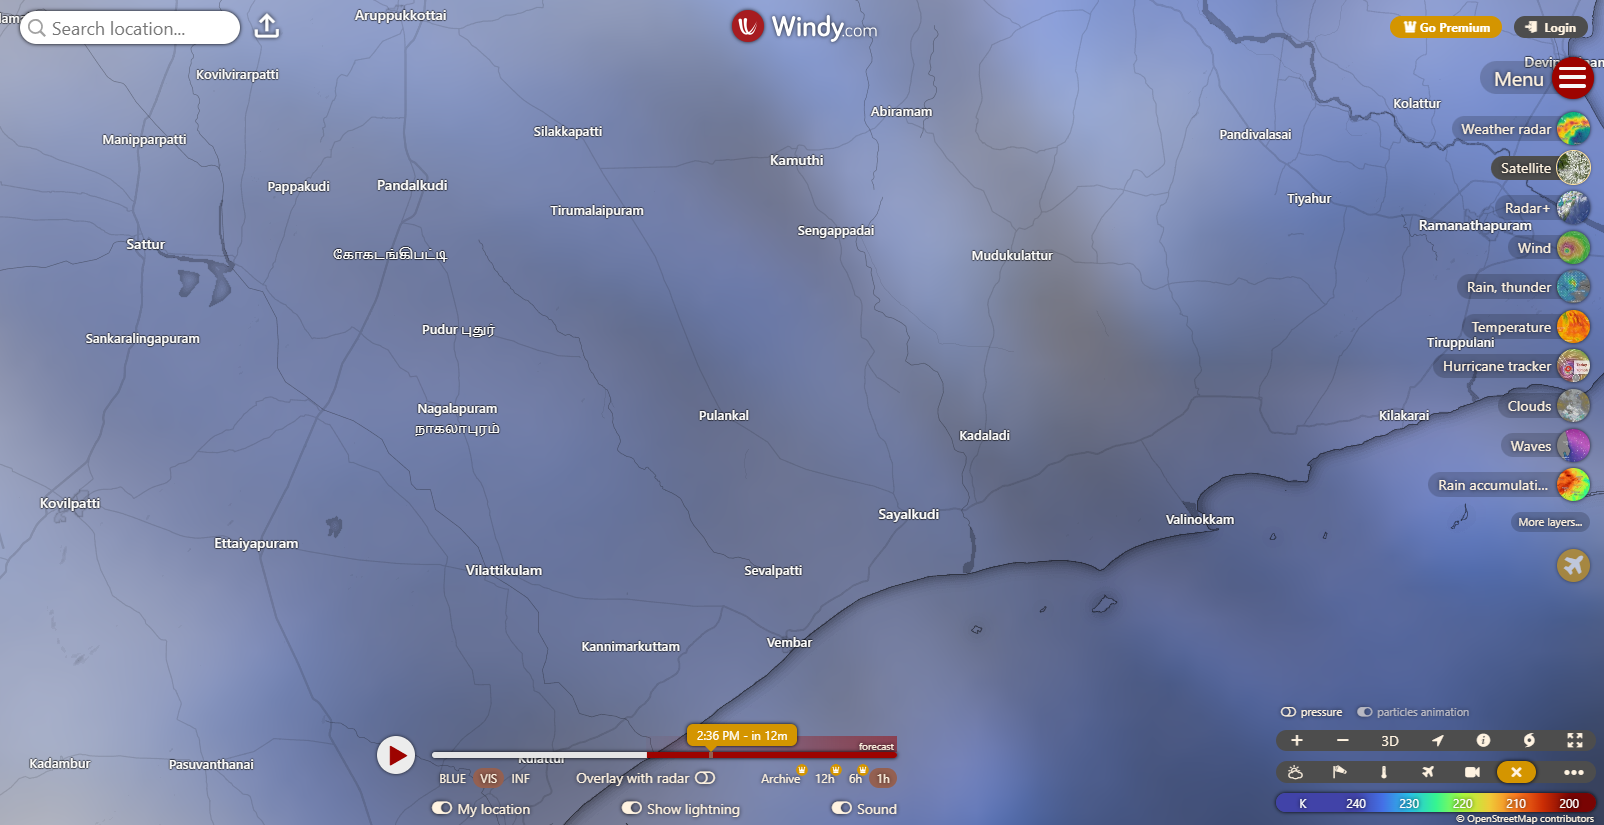 Aruppukkottai
Search location...
Windy.com
Go Premium
Login
Kovilvirarpatti
Menu
Abiramam
Kolattur
Manipparpatti
Silakkapatti
Pandivalasai
Weather radar
Kamuthi
Satellite
Pappakudi
Pandalkudi
Tirumalaipuram
Tiyahur
Radar+
Sengappadai
Ramanathapuram
Sattur
கோகடங்கிபட்டி
Mudukulattur
Wind
Rain, thunder
Pudur புதுர்
Temperature
Sankaralingapuram
Tiruppulani
Hurricane tracker
Nagalapuram
நாகலாபுரம்
Pulankal
Kilakarai
Clouds
Kadaladi
Waves
Rain accumulati...
Kovilpatti
Sayalkudi
Valinokkam
More layers...
Ettaiyapuram
Vilattikulam
Sevalpatti
Kannimarkuttam
Vembar
pressure
particles animation
2:36 PM - in 12m
forecast
3D
Kadambur
Pasuvanthanai
Kulattur
BLUE
VIS
INF
Overlay with radar
Archive
12h
6h
1h
My location
Show lightning
Sound
K 240 230 220 210 200
© OpenStreetMap contributors